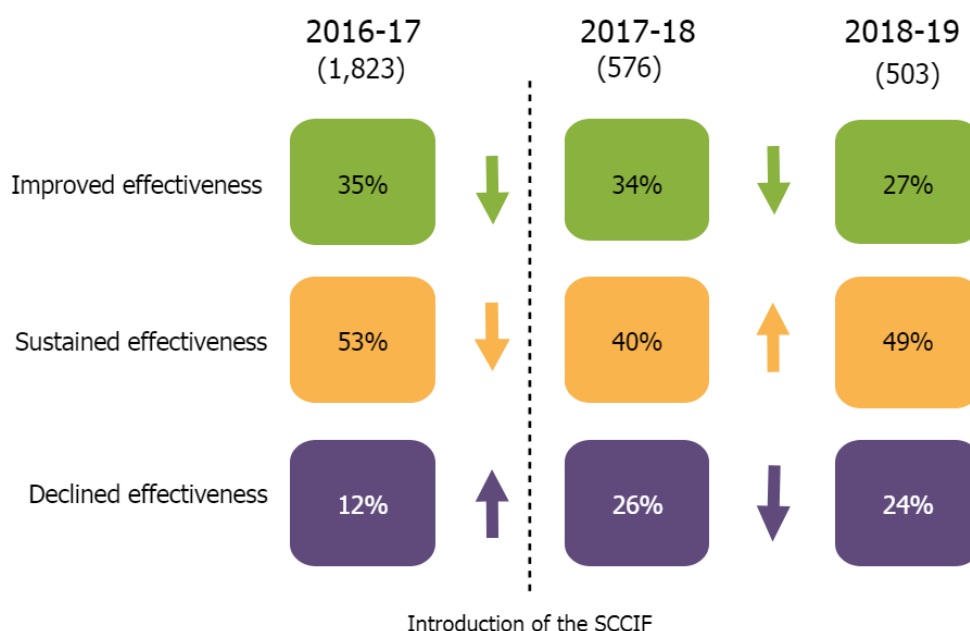 2016-17 2017-18 2018-19
(1,823) (576) (503)
Improved effectiveness 35% 34% 27%
Sustained effectiveness 53% 40% 49%
Declined effectiveness 12% 26% 24%
Introduction of the SCCIF